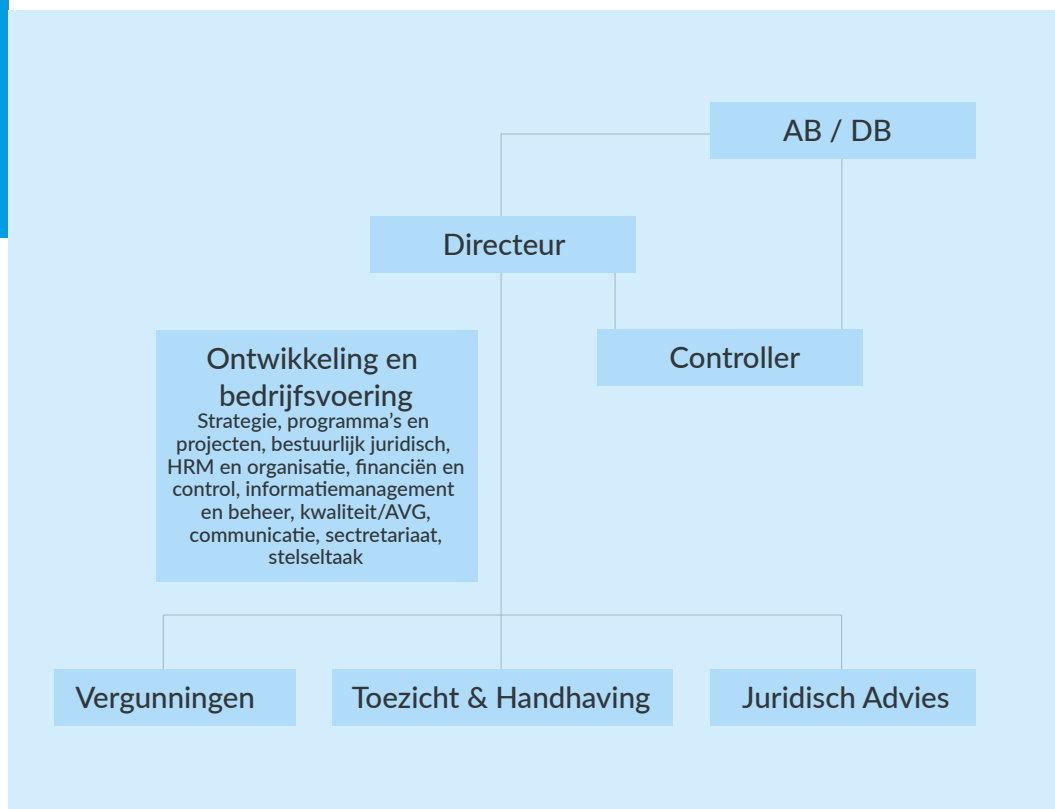 AB / DB
Directeur
Controller
Ontwikkeling en
bedrijfsvoering
Strategie, programma's en
projecten, bestuurlijk juridisch,
HRM en organisatie, financiën en
control, informatiemanagement
en beheer, kwaliteit/AVG,
communicatie, sectretariaat,
stelseltaak
Vergunningen
Toezicht & Handhaving
Juridisch Advies